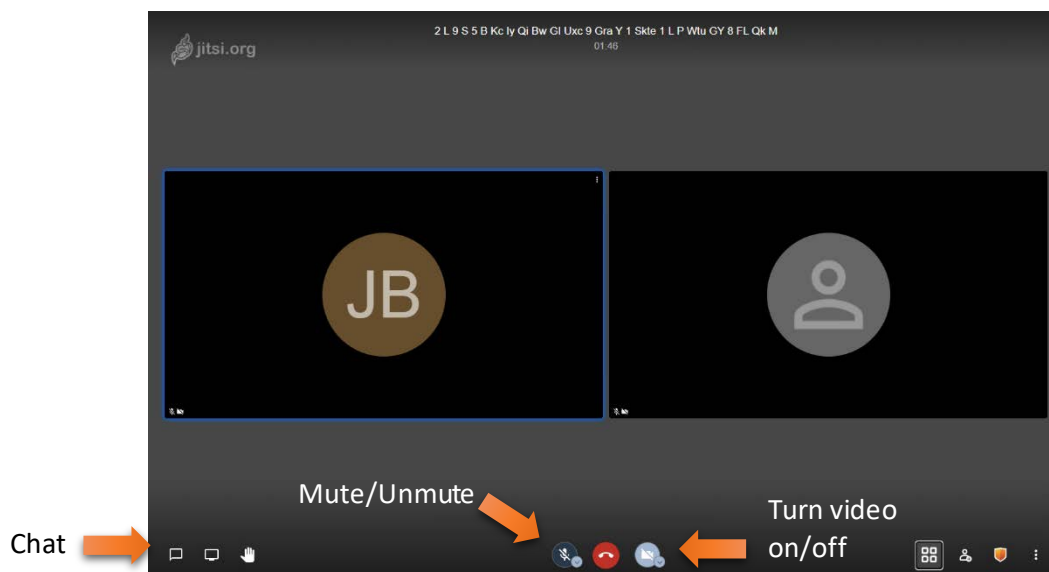 jitsi.org
2 L 9 S 5 B Kc Iy Qi Bw Gl Uxc 9 Gra Y 1 Skte 1 L P Wtu GY 8 FL Qk M
01:46
JB
Mute/Unmute
Turn video
on/off
Chat